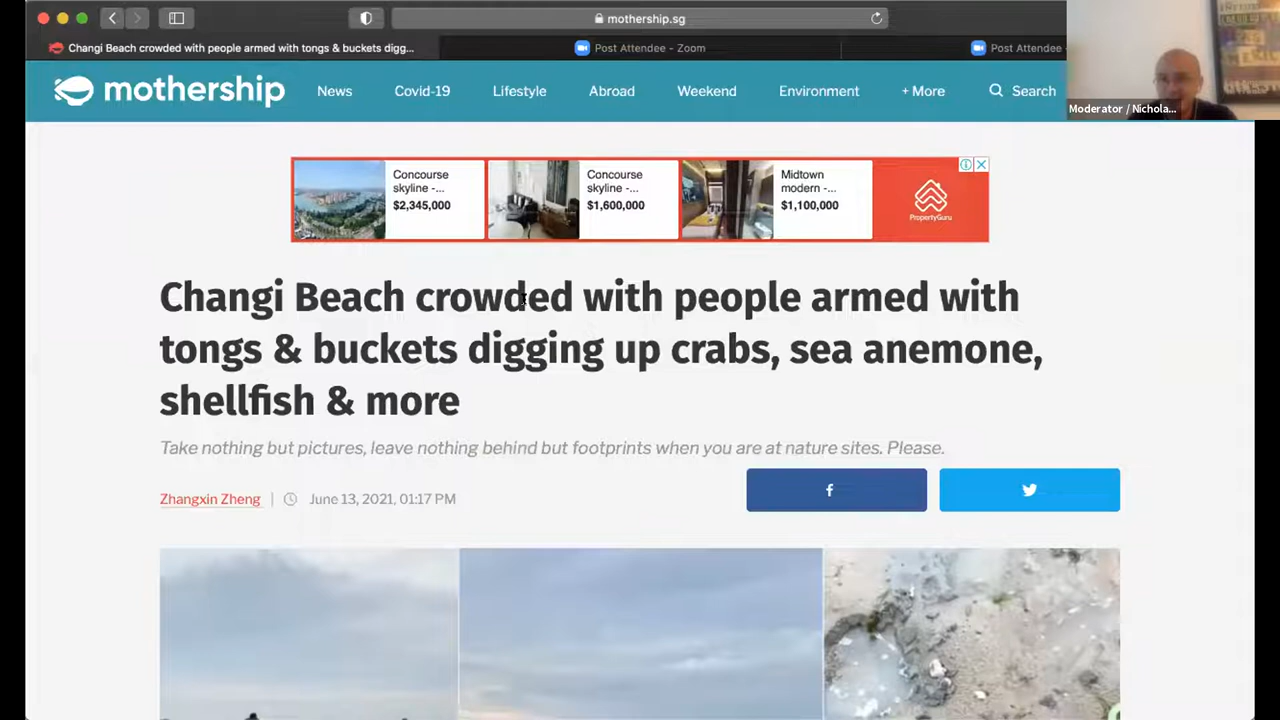 mothership.sg
Changi Beach crowded with people armed with tongs & buckets digg...
Post Attendee - Zoom
Post Attendee -
Moderator / Nichola...
mothership
News
Covid-19
Lifestyle
Abroad
Weekend
Environment
+ More
Search
Concourse
skyline -...
$2,345,000
Concourse
skyline -...
$1,600,000
Midtown
modern -...
$1,100,000
PropertyGuru
Changi Beach crowded with people armed with
tongs & buckets digging up crabs, sea anemone,
shellfish & more
Take nothing but pictures, leave nothing behind but footprints when you are at nature sites. Please.
Zhangxin Zheng | June 13, 2021, 01:17 PM